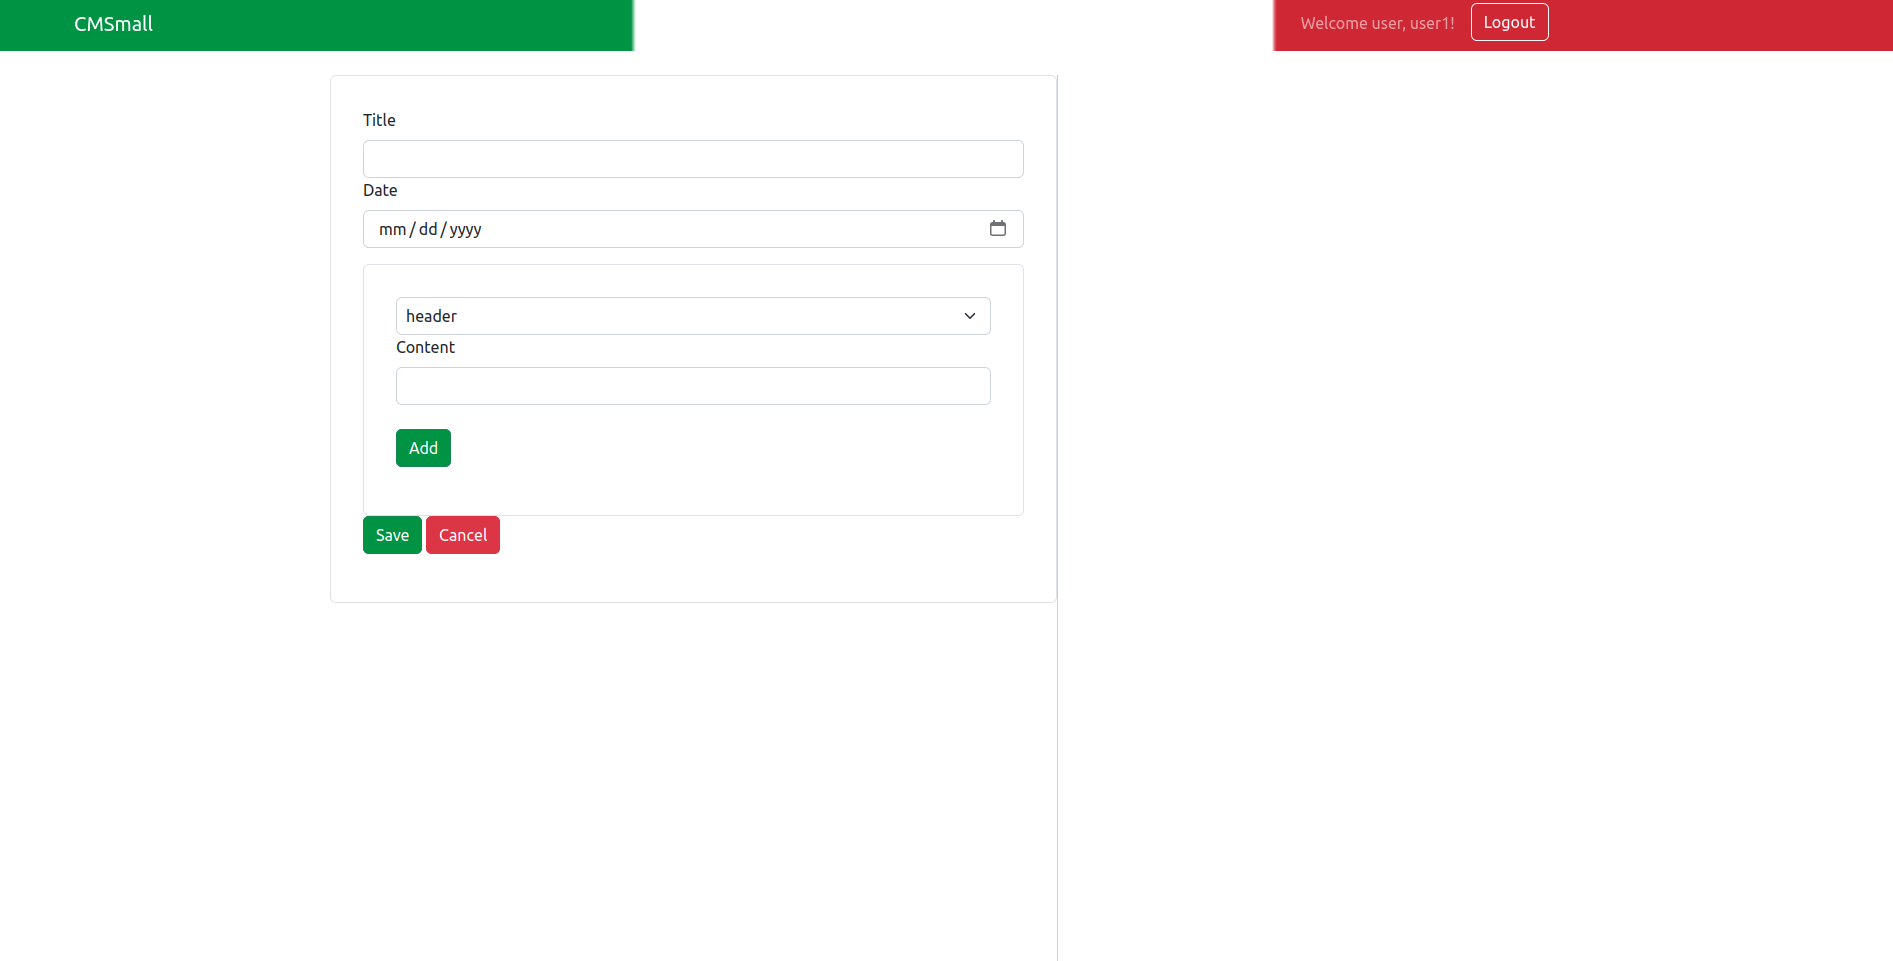 CMSmall
Welcome user, user1! Logout
Title
Date
mm/dd/yyyy
header
Content
Add
Save Cancel